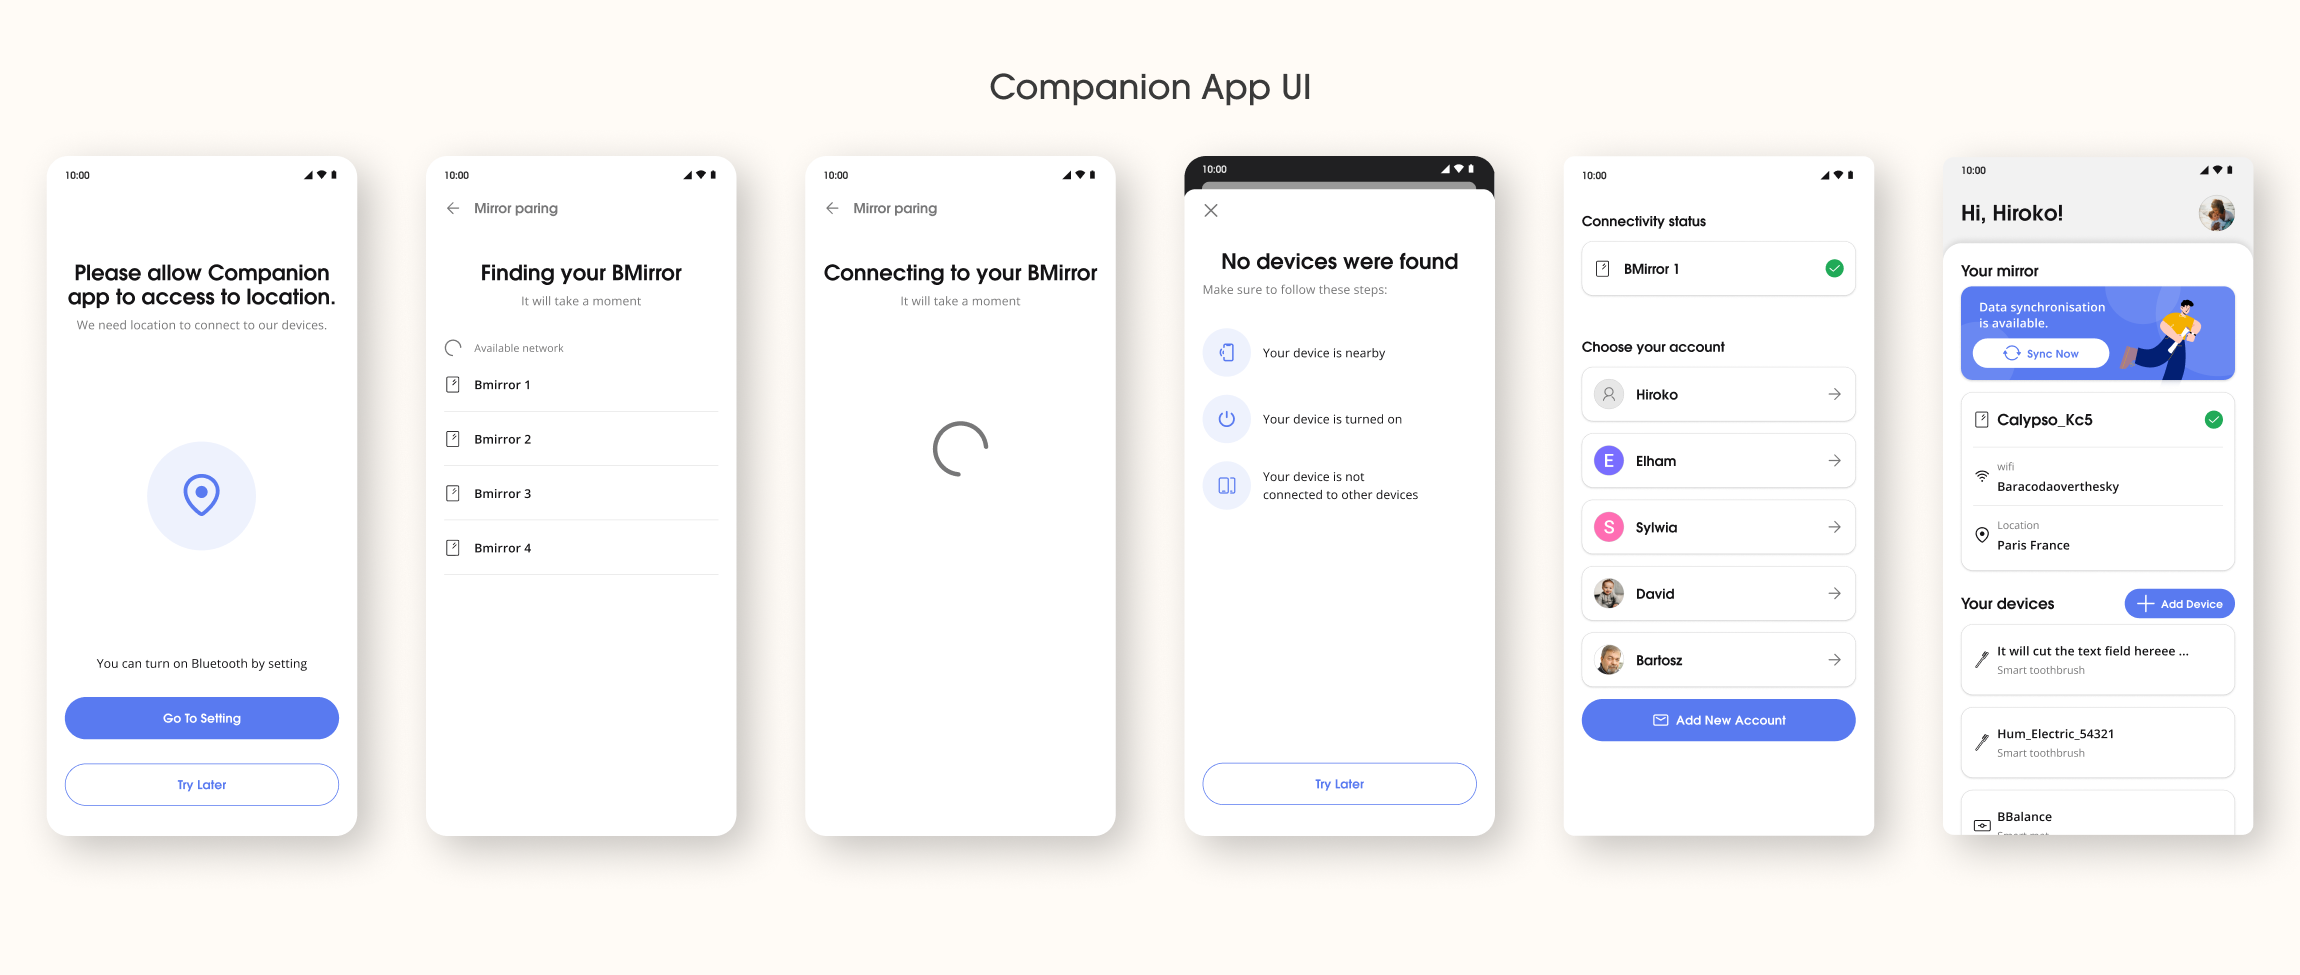 Companion App UI
10:00
Please allow Companion
app to access to location.
We need location to connect to our devices.
You can turn on Bluetooth by setting
Go To Setting
Try Later
10:00
Mirror paring
Finding your BMirror
It will take a moment
Available network
Bmirror 1
Bmirror 2
Bmirror 3
Bmirror 4
10:00
Mirror paring
Connecting to your BMirror
It will take a moment
10:00
No devices were found
Make sure to follow these steps:
Your device is nearby
Your device is turned on
Your device is not
connected to other devices
Try Later
10:00
Connectivity status
BMirror 1
Choose your account
Hiroko
E
Elham
S
Sylwia
David
Bartosz
Add New Account
10:00
Hi, Hiroko!
Your mirror
Data synchronisation
is available.
Sync Now
Calypso_Kc5
wifi
Baracodaoverthesky
Location
Paris France
Your devices
Add Device
It will cut the text field hereee ...
Smart toothbrush
Hum_Electric_54321
Smart toothbrush
BBalance